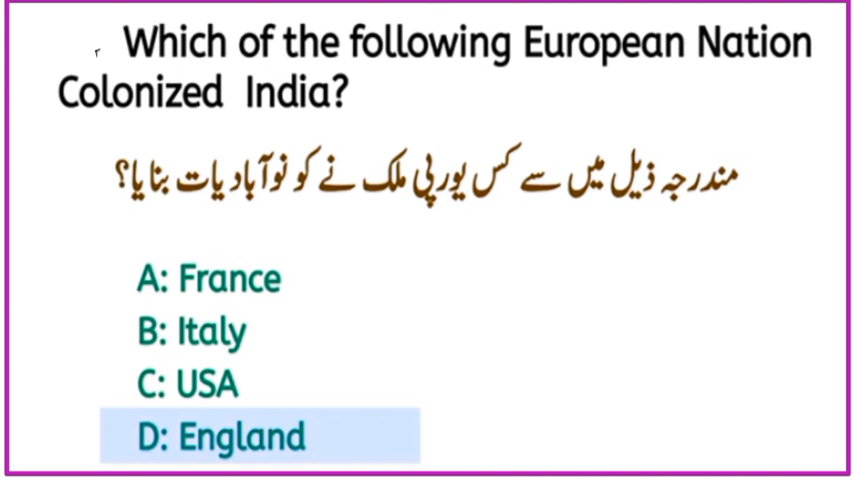 ۲ Which of the following European Nation
Colonized India?
مندرجہ ذیل میں سے کس یورپی ملک نے کو نوآبادیات بنایا؟
A: France
B: Italy
C: USA
D: England